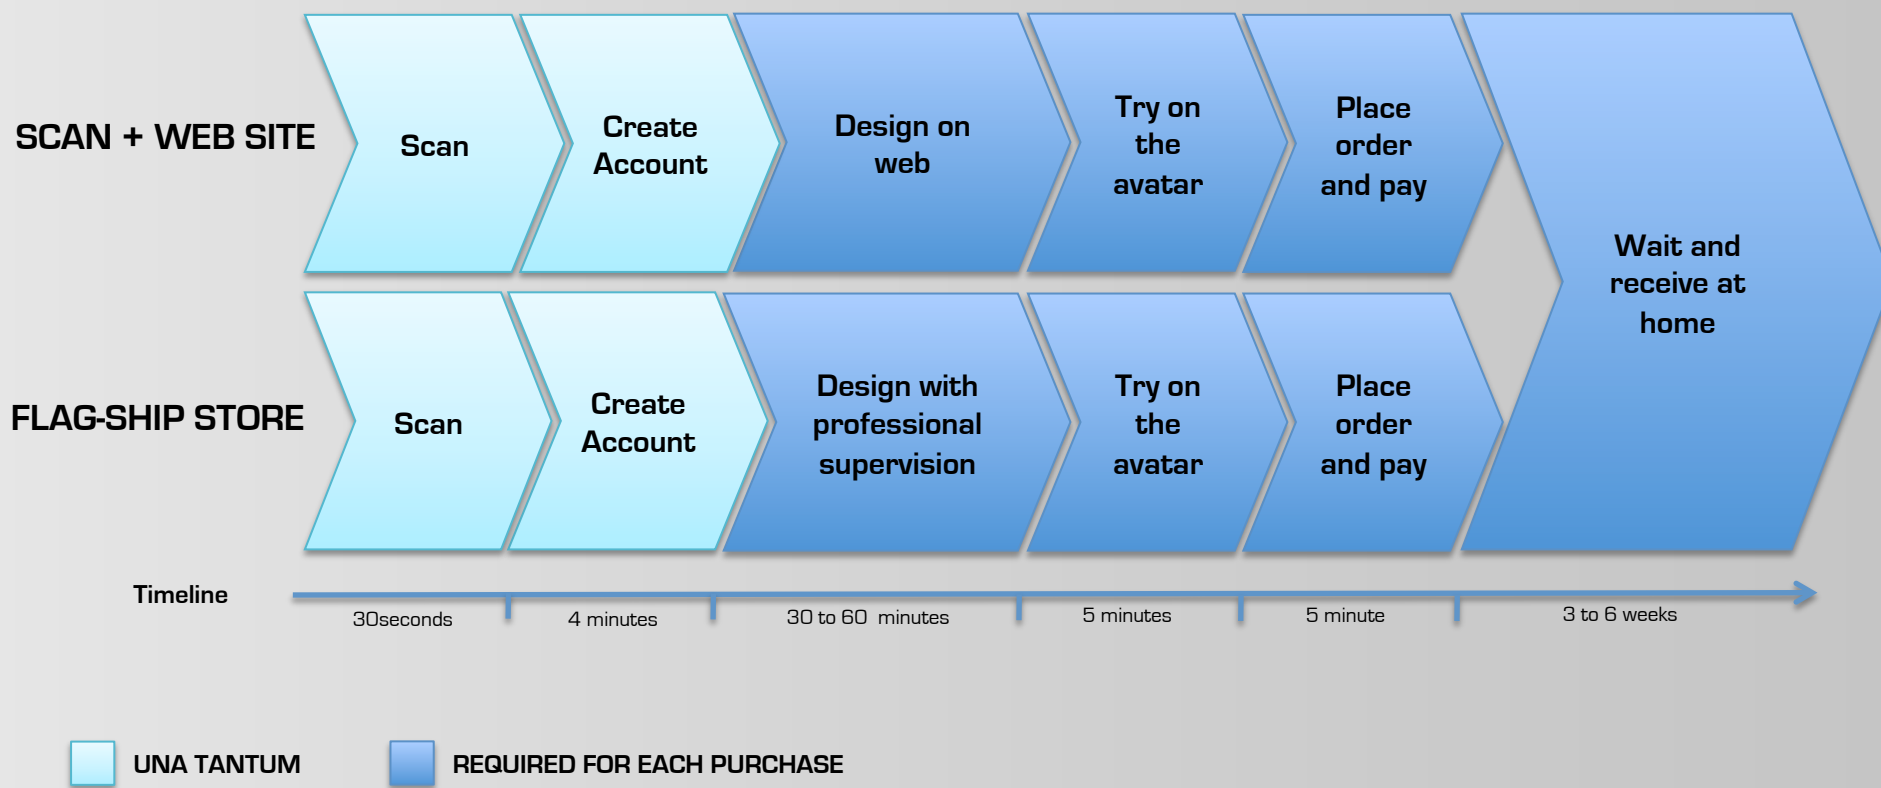 SCAN + WEB SITE
Scan
Create
Account
Design on
web
Try on
the
avatar
Place
order
and pay
Wait and
receive at
home
FLAG-SHIP STORE
Scan
Create
Account
Design with
professional
supervision
Try on
the
avatar
Place
order
and pay
Timeline
30seconds
4 minutes
30 to 60 minutes
5 minutes
5 minute
3 to 6 weeks
UNA TANTUM
REQUIRED FOR EACH PURCHASE